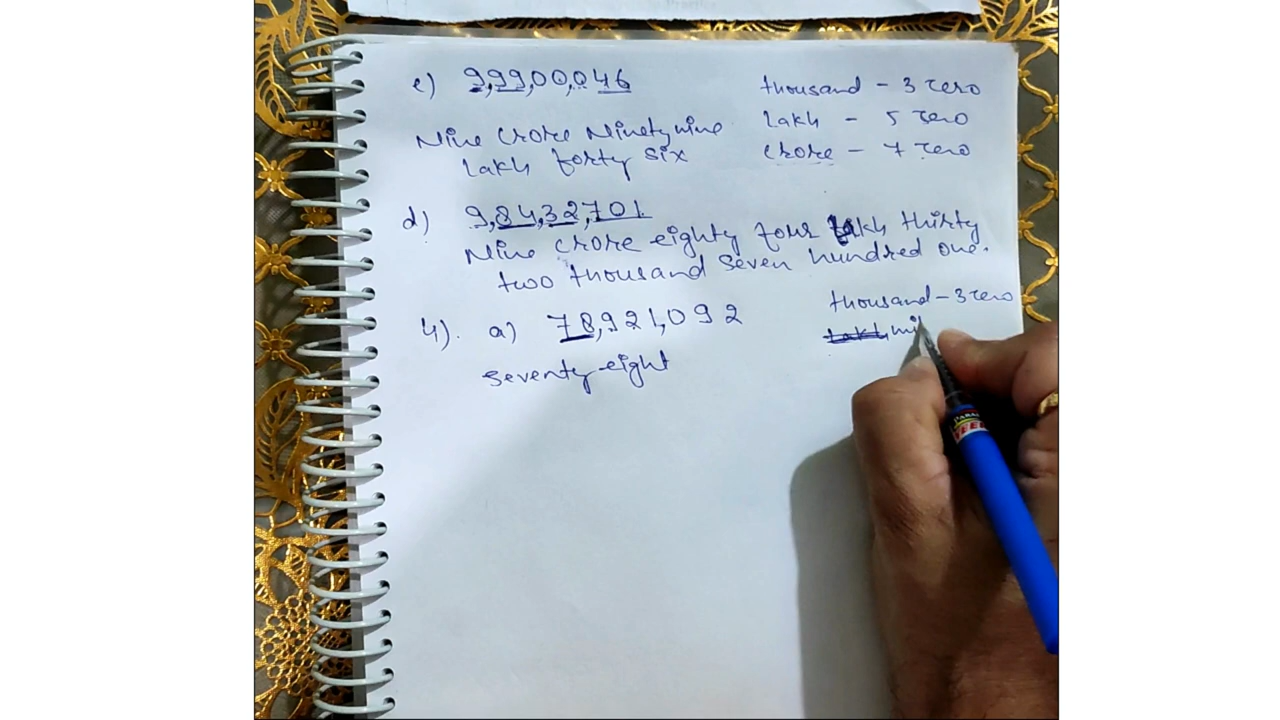 e) 9,99,00,046
Nine Crore Ninety nine
lakh forty six
thousand - 3 zero
lakh - 5 zero
crore - 7 zero
d) 9,84,32,701
Nine crore eighty four lakh thirty
two thousand seven hundred one.
4). a) 78,921,092
seventy eight
thousand - 3 zero
lakh mi